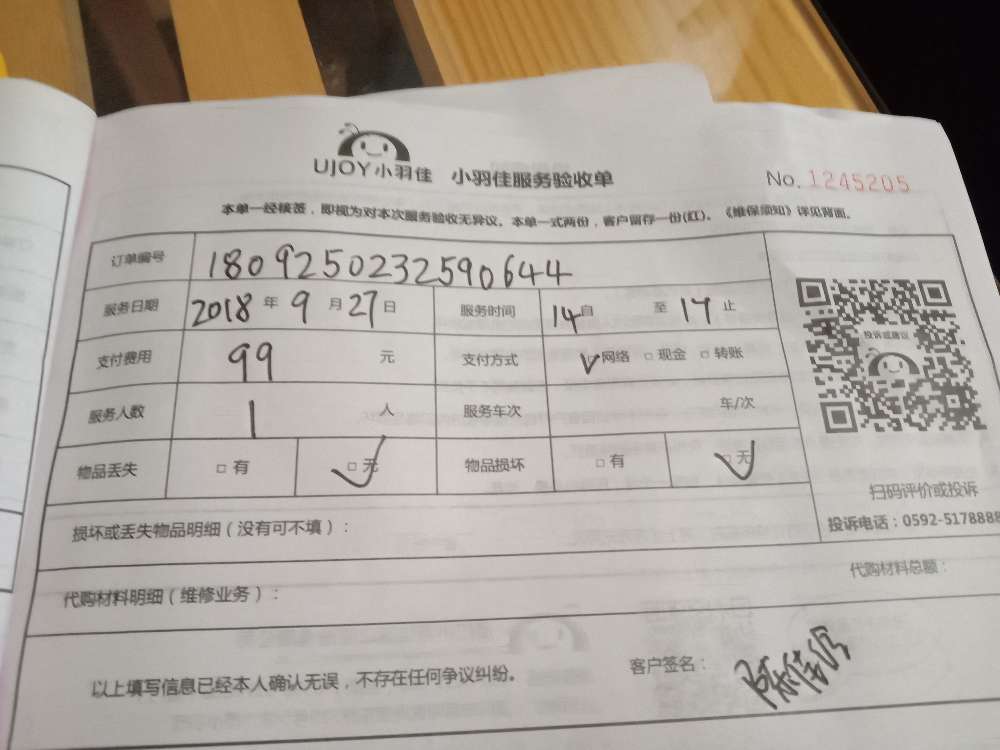 UJOY小羽佳 小羽佳服务验收单 No. 1245205
本单一经核签，即视为对本次服务验收无异议。本单一式两份，客户留存一份(红)。《维保须知》详见背面。
订单编号 1809250232590644
服务日期 2018 年 9 月 27 日 服务时间 14 自 至 17 止
支付费用 99 元 支付方式 ✓网络 □ 现金 □ 转账
服务人数 1 人 服务车次 车/次
物品丢失 □ 有 □ 无 物品损坏 □ 有 □ 无
投诉或建议
扫码评价或投诉
投诉电话：0592-5178888
损坏或丢失物品明细（没有可不填）：
代购材料明细（维修业务）： 代购材料总额：
以上填写信息已经本人确认无误，不存在任何争议纠纷。 客户签名：